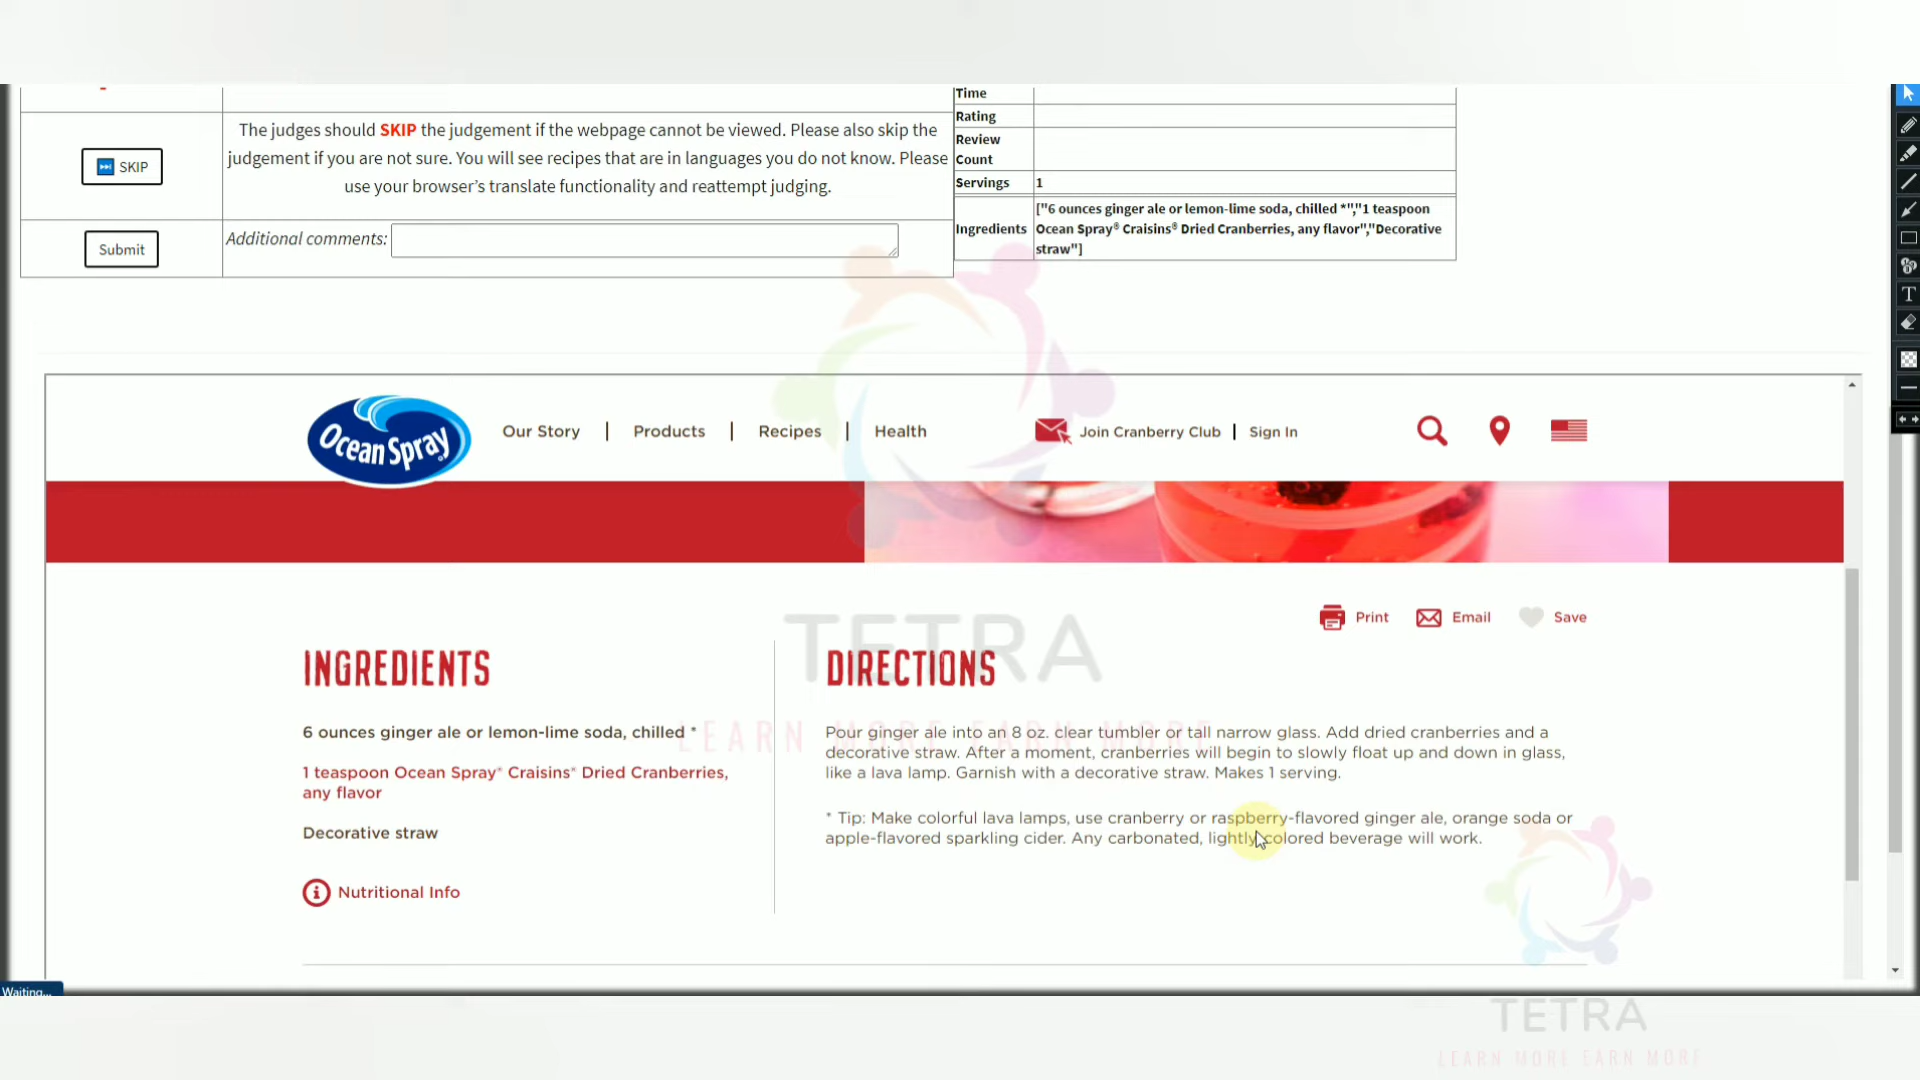 The judges should SKIP the judgement if the webpage cannot be viewed. Please also skip the
judgement if you are not sure. You will see recipes that are in languages you do not know. Please
use your browser's translate functionality and reattempt judging.
SKIP
Submit
Additional comments:
Time
Rating
Review
Count
Servings 1
Ingredients
["6 ounces ginger ale or lemon-lime soda, chilled *","1 teaspoon
Ocean Spray® Craisins® Dried Cranberries, any flavor","Decorative
straw"]
Ocean Spray
Our Story | Products | Recipes | Health
Join Cranberry Club | Sign In
Print Email Save
INGREDIENTS
6 ounces ginger ale or lemon-lime soda, chilled *
1 teaspoon Ocean Spray® Craisins® Dried Cranberries,
any flavor
Decorative straw
Nutritional Info
DIRECTIONS
Pour ginger ale into an 8 oz. clear tumbler or tall narrow glass. Add dried cranberries and a
decorative straw. After a moment, cranberries will begin to slowly float up and down in glass,
like a lava lamp. Garnish with a decorative straw. Makes 1 serving.
* Tip: Make colorful lava lamps, use cranberry or raspberry-flavored ginger ale, orange soda or
apple-flavored sparkling cider. Any carbonated, lightly colored beverage will work.
TETRA
LEARN MORE EARN MORE
Waiting...
TETRA
LEARN MORE EARN MORE